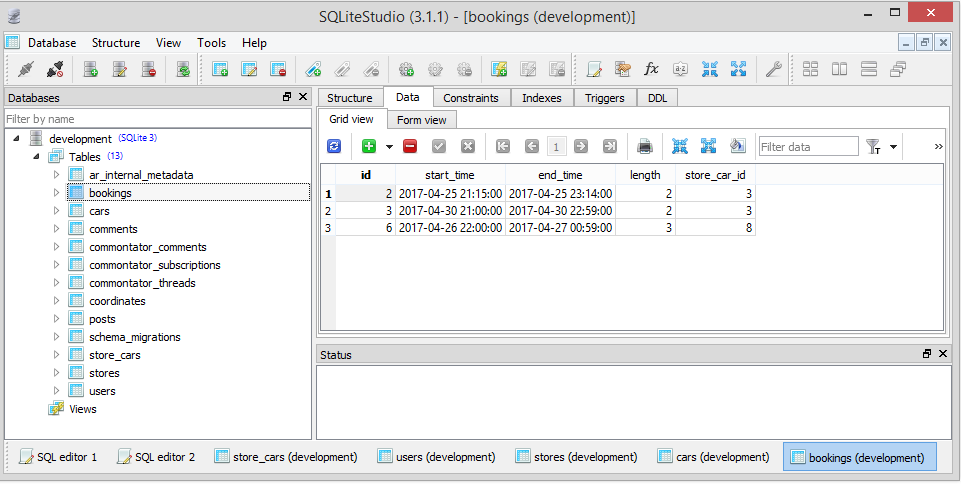 SQLiteStudio (3.1.1) - [bookings (development)]
Database Structure View Tools Help
Databases
Filter by name
development (SQLite 3)
Tables (13)
ar_internal_metadata
bookings
cars
comments
commontator_comments
commontator_subscriptions
commontator_threads
coordinates
posts
schema_migrations
store_cars
stores
users
Views
Structure Data Constraints Indexes Triggers DDL
Grid view Form view
1 Filter data
id start_time end_time length store_car_id
1 2 2017-04-25 21:15:00 2017-04-25 23:14:00 2 3
2 3 2017-04-30 21:00:00 2017-04-30 22:59:00 2 3
3 6 2017-04-26 22:00:00 2017-04-27 00:59:00 3 8
Status
SQL editor 1 SQL editor 2 store_cars (development) users (development) stores (development) cars (development) bookings (development)